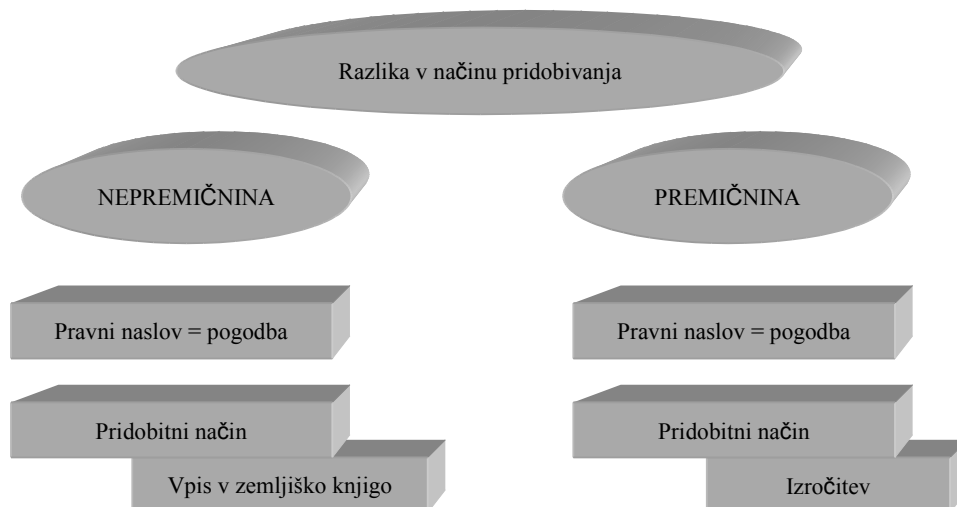 Razlika v načinu pridobivanja
NEPREMIČNINA
PREMIČNINA
Pravni naslov = pogodba
Pravni naslov = pogodba
Pridobitni način
Pridobitni način
Vpis v zemljiško knjigo
Izročitev